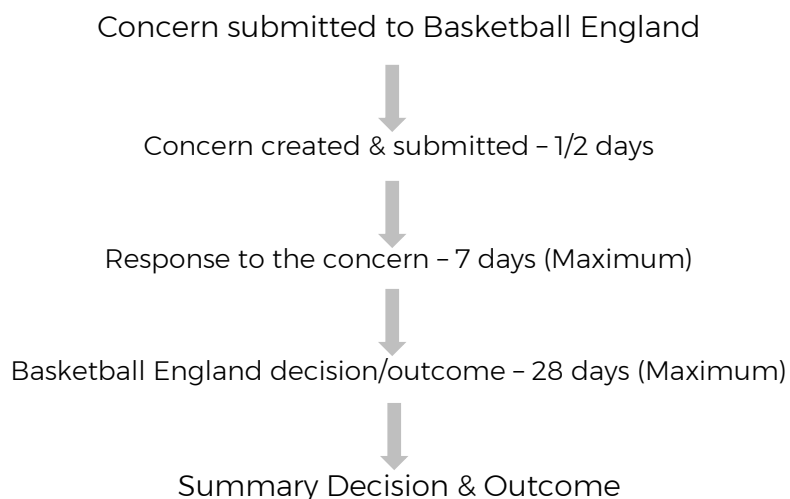 Concern submitted to Basketball England
Concern created & submitted – 1/2 days
Response to the concern – 7 days (Maximum)
Basketball England decision/outcome – 28 days (Maximum)
Summary Decision & Outcome